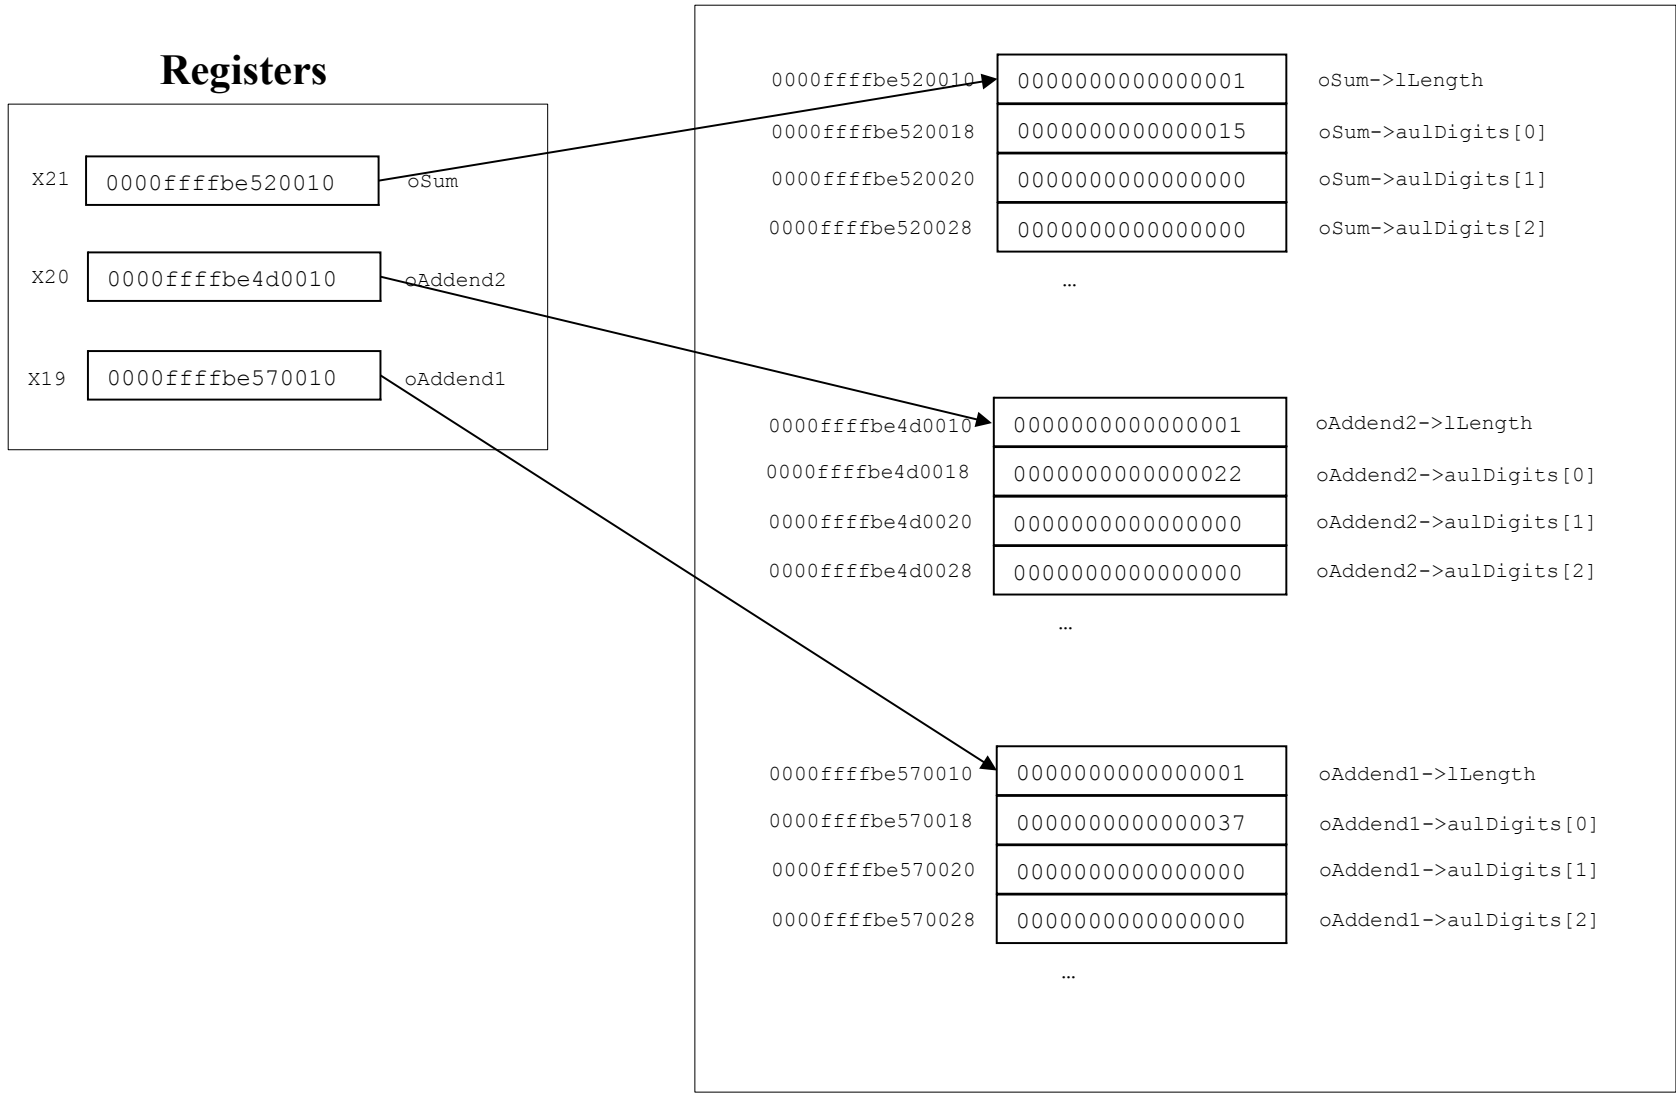 Registers
X21 0000ffffbe520010 oSum
X20 0000ffffbe4d0010 oAddend2
X19 0000ffffbe570010 oAddend1
0000ffffbe520010 0000000000000001 oSum->lLength
0000ffffbe520018 0000000000000015 oSum->aulDigits[0]
0000ffffbe520020 0000000000000000 oSum->aulDigits[1]
0000ffffbe520028 0000000000000000 oSum->aulDigits[2]
…
0000ffffbe4d0010 0000000000000001 oAddend2->lLength
0000ffffbe4d0018 0000000000000022 oAddend2->aulDigits[0]
0000ffffbe4d0020 0000000000000000 oAddend2->aulDigits[1]
0000ffffbe4d0028 0000000000000000 oAddend2->aulDigits[2]
…
0000ffffbe570010 0000000000000001 oAddend1->lLength
0000ffffbe570018 0000000000000037 oAddend1->aulDigits[0]
0000ffffbe570020 0000000000000000 oAddend1->aulDigits[1]
0000ffffbe570028 0000000000000000 oAddend1->aulDigits[2]
…